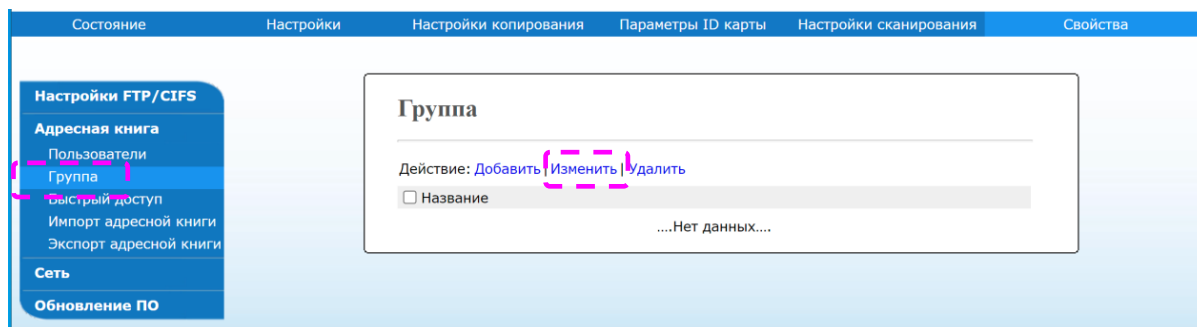 Состояние Настройки Настройки копирования Параметры ID карты Настройки сканирования Свойства
Настройки FTP/CIFS
Адресная книга
Пользователи
Группа
Быстрый доступ
Импорт адресной книги
Экспорт адресной книги
Сеть
Обновление ПО
Группа
Действие: Добавить | Изменить | Удалить
Название
....Нет данных....